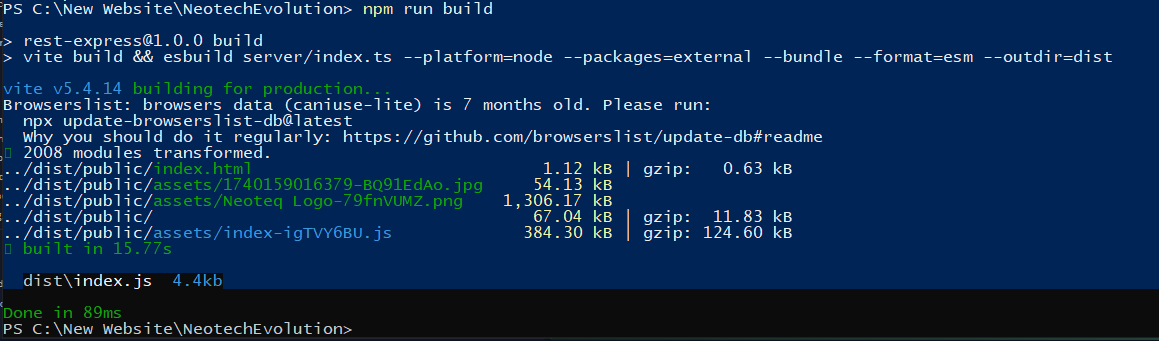 PS C:\New Website\NeotechEvolution> npm run build
> rest-express@1.0.0 build
> vite build && esbuild server/index.ts --platform=node --packages=external --bundle --format=esm --outdir=dist
vite v5.4.14 building for production...
Browserslist: browsers data (caniuse-lite) is 7 months old. Please run:
  npx update-browserslist-db@latest
  Why you should do it regularly: https://github.com/browserslist/update-db#readme
2008 modules transformed.
../dist/public/index.html 1.12 kB | gzip: 0.63 kB
../dist/public/assets/1740159016379-BQ91EdAo.jpg 54.13 kB
../dist/public/assets/Neoteq Logo-79fnVUMZ.png 1,306.17 kB
../dist/public/ 67.04 kB | gzip: 11.83 kB
../dist/public/assets/index-igTVY6BU.js 384.30 kB | gzip: 124.60 kB
built in 15.77s
  dist\index.js 4.4kb
Done in 89ms
PS C:\New Website\NeotechEvolution>